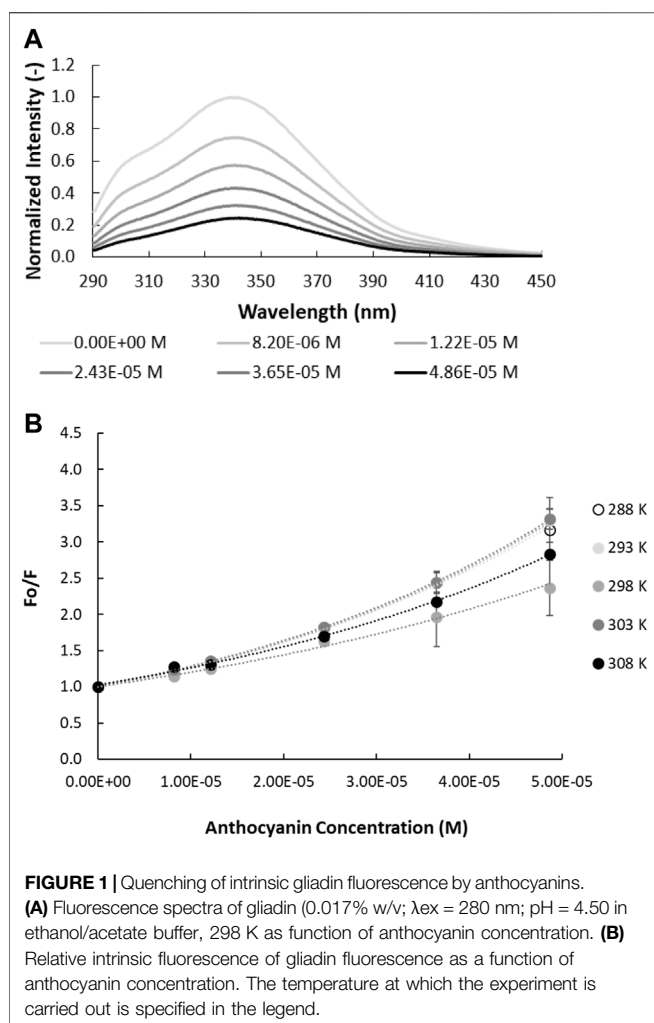 A
Normalized Intensity (-)
1.2
1.0
0.8
0.6
0.4
0.2
0.0
290 310 330 350 370 390 410 430 450
Wavelength (nm)
0.00E+00 M 8.20E-06 M 1.22E-05 M
2.43E-05 M 3.65E-05 M 4.86E-05 M
B
Fo/F
4.5
4.0
3.5
3.0
2.5
2.0
1.5
1.0
0.5
0.0
0.00E+00 1.00E-05 2.00E-05 3.00E-05 4.00E-05 5.00E-05
Anthocyanin Concentration (M)
288 K
293 K
298 K
303 K
308 K
FIGURE 1 | Quenching of intrinsic gliadin fluorescence by anthocyanins.
(A) Fluorescence spectra of gliadin (0.017% w/v; λex = 280 nm; pH = 4.50 in
ethanol/acetate buffer, 298 K as function of anthocyanin concentration. (B)
Relative intrinsic fluorescence of gliadin fluorescence as a function of
anthocyanin concentration. The temperature at which the experiment is
carried out is specified in the legend.